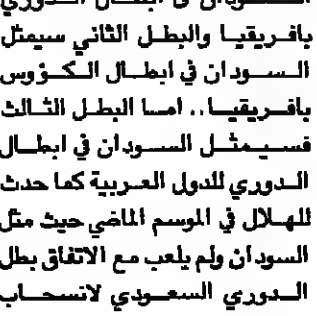 السودان في ابطال الدوري
بافريقيا والبطل الثاني سيمثل
السودان في ابطال الكؤوس
بافريقيا .. امسا البطل الثالث
فسيمثل السودان في ابطال
الدوري للدول العربية كما حدث
للهلال في الموسم الماضي حيث مثل
السودان ولم يلعب مع الاتفاق بطل
الدوري السعودي لانسحاب